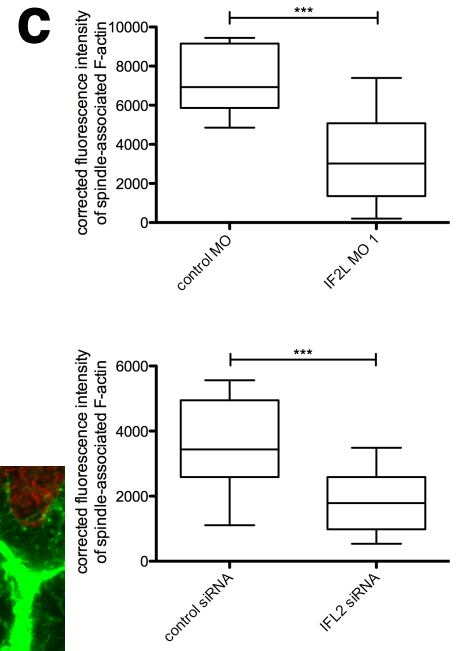 C
***
corrected fluorescence intensity
of spindle-associated F-actin
10000
8000
6000
4000
2000
0
control MO
IF2L MO 1
***
corrected fluorescence intensity
of spindle-associated F-actin
6000
4000
2000
0
control siRNA
IFL2 siRNA